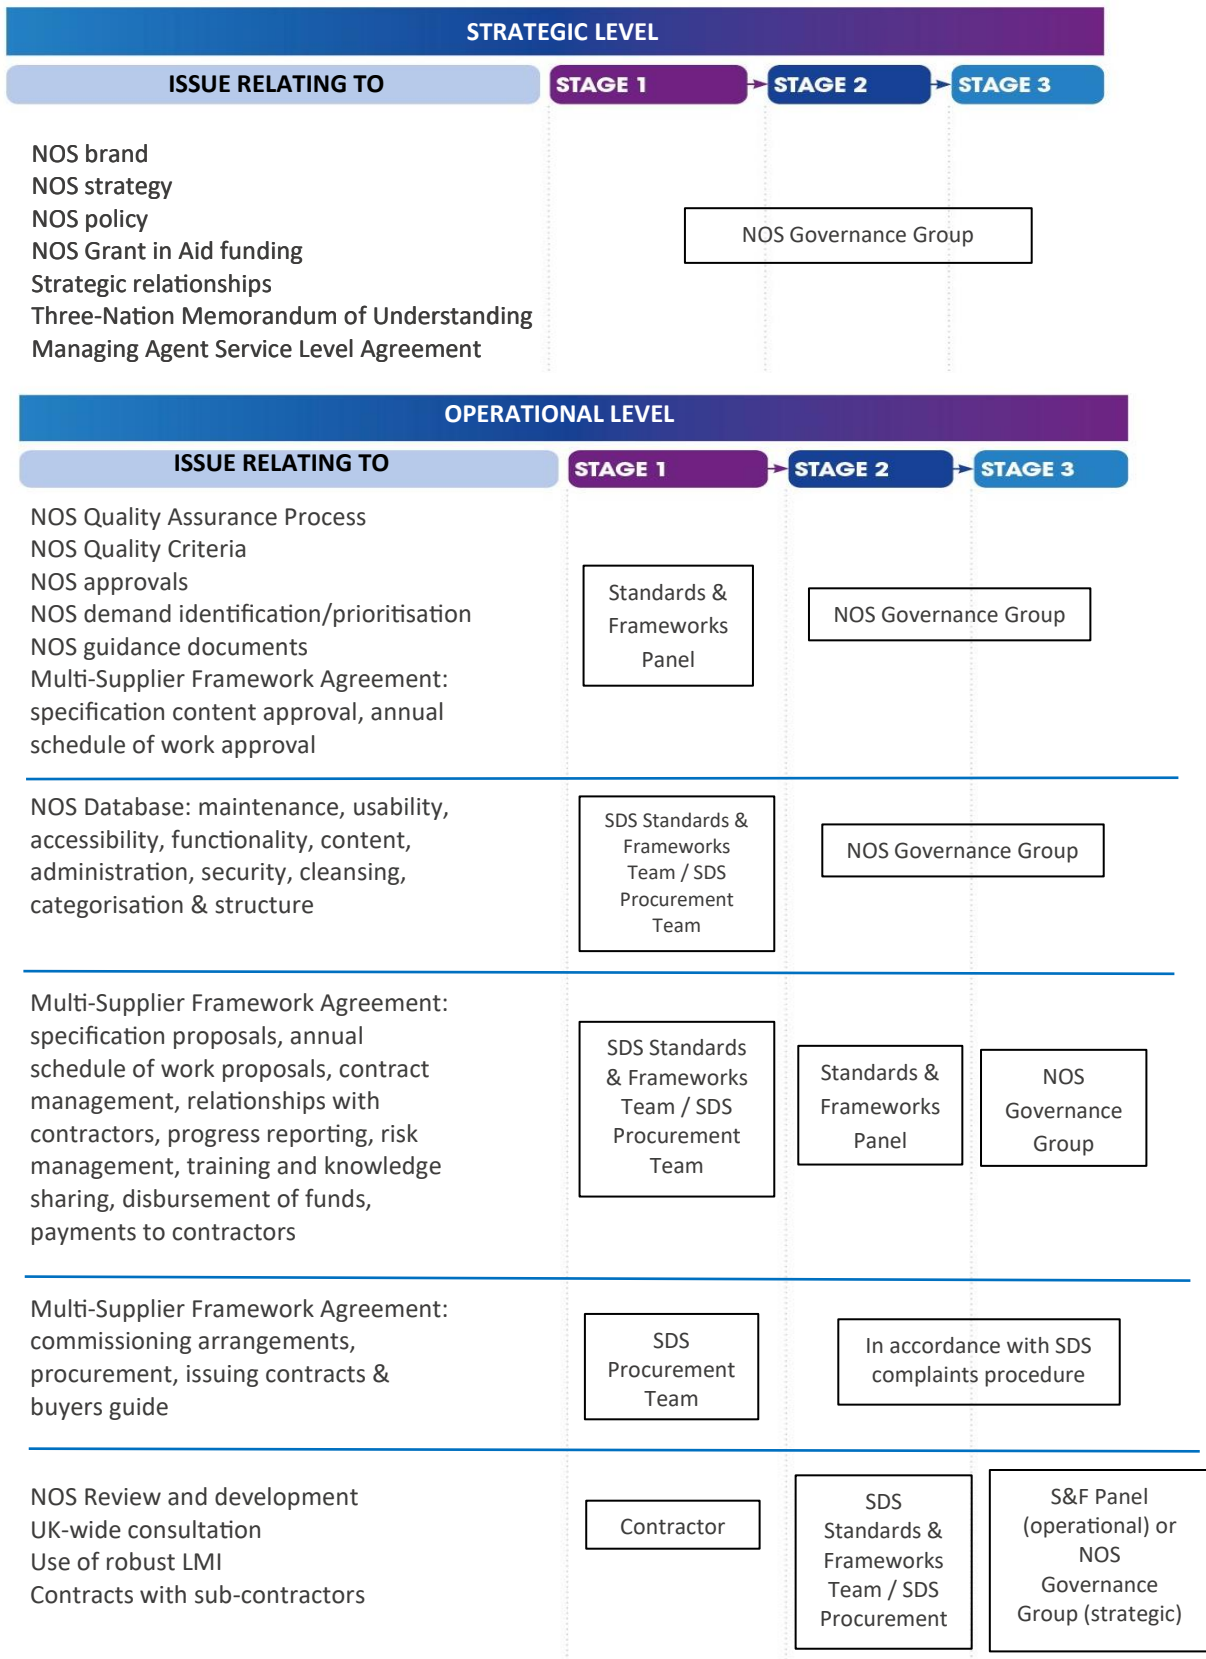 STRATEGIC LEVEL
ISSUE RELATING TO
STAGE 1
STAGE 2
STAGE 3
NOS brand
NOS strategy
NOS policy
NOS Grant in Aid funding
Strategic relationships
Three-Nation Memorandum of Understanding
Managing Agent Service Level Agreement
NOS Governance Group
OPERATIONAL LEVEL
ISSUE RELATING TO
STAGE 1
STAGE 2
STAGE 3
NOS Quality Assurance Process
NOS Quality Criteria
NOS approvals
NOS demand identification/prioritisation
NOS guidance documents
Multi-Supplier Framework Agreement:
specification content approval, annual
schedule of work approval
Standards &
Frameworks
Panel
NOS Governance Group
NOS Database: maintenance, usability,
accessibility, functionality, content,
administration, security, cleansing,
categorisation & structure
SDS Standards &
Frameworks
Team / SDS
Procurement
Team
NOS Governance Group
Multi-Supplier Framework Agreement:
specification proposals, annual
schedule of work proposals, contract
management, relationships with
contractors, progress reporting, risk
management, training and knowledge
sharing, disbursement of funds,
payments to contractors
SDS Standards
& Frameworks
Team / SDS
Procurement
Team
Standards &
Frameworks
Panel
NOS
Governance
Group
Multi-Supplier Framework Agreement:
commissioning arrangements,
procurement, issuing contracts &
buyers guide
SDS
Procurement
Team
In accordance with SDS
complaints procedure
NOS Review and development
UK-wide consultation
Use of robust LMI
Contracts with sub-contractors
Contractor
SDS
Standards &
Frameworks
Team / SDS
Procurement
S&F Panel
(operational) or
NOS
Governance
Group (strategic)